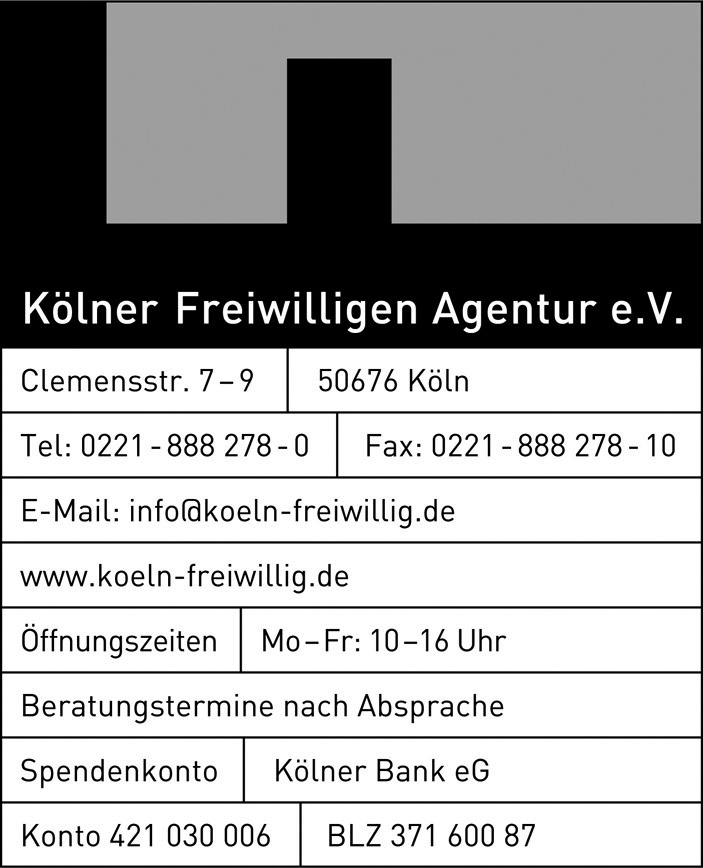 Kölner Freiwilligen Agentur e.V.
Clemensstr. 7–9 50676 Köln
Tel: 0221-888 278-0 Fax: 0221-888 278-10
E-Mail: info@koeln-freiwillig.de
www.koeln-freiwillig.de
Öffnungszeiten Mo–Fr: 10–16 Uhr
Beratungstermine nach Absprache
Spendenkonto Kölner Bank eG
Konto 421 030 006 BLZ 371 600 87